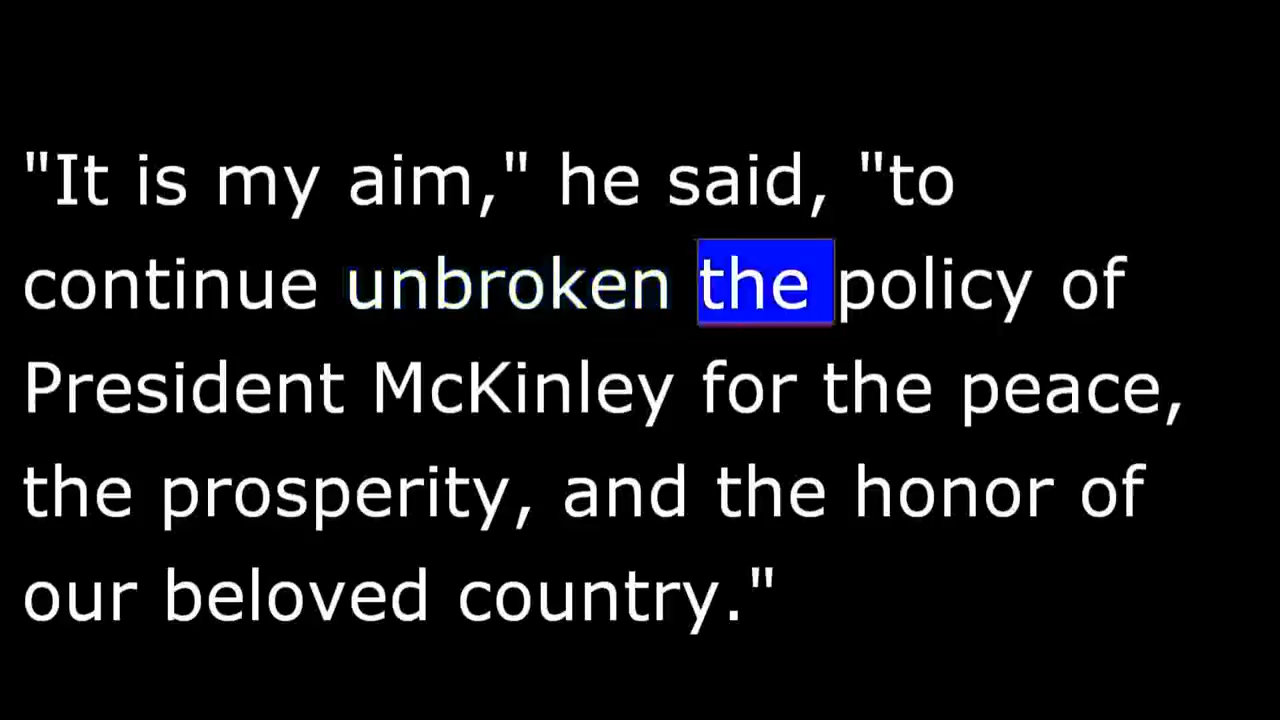 "It is my aim," he said, "to
continue unbroken the policy of
President McKinley for the peace,
the prosperity, and the honor of
our beloved country."